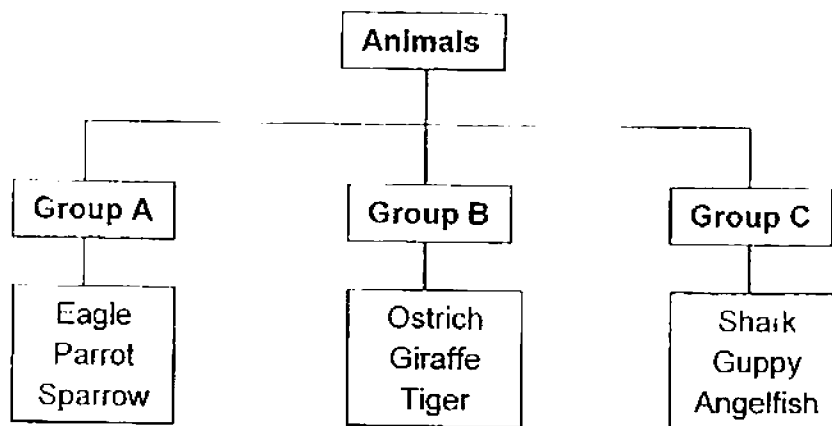 Animals
Group A
Group B
Group C
Eagle
Parrot
Sparrow
Ostrich
Giraffe
Tiger
Shark
Guppy
Angelfish